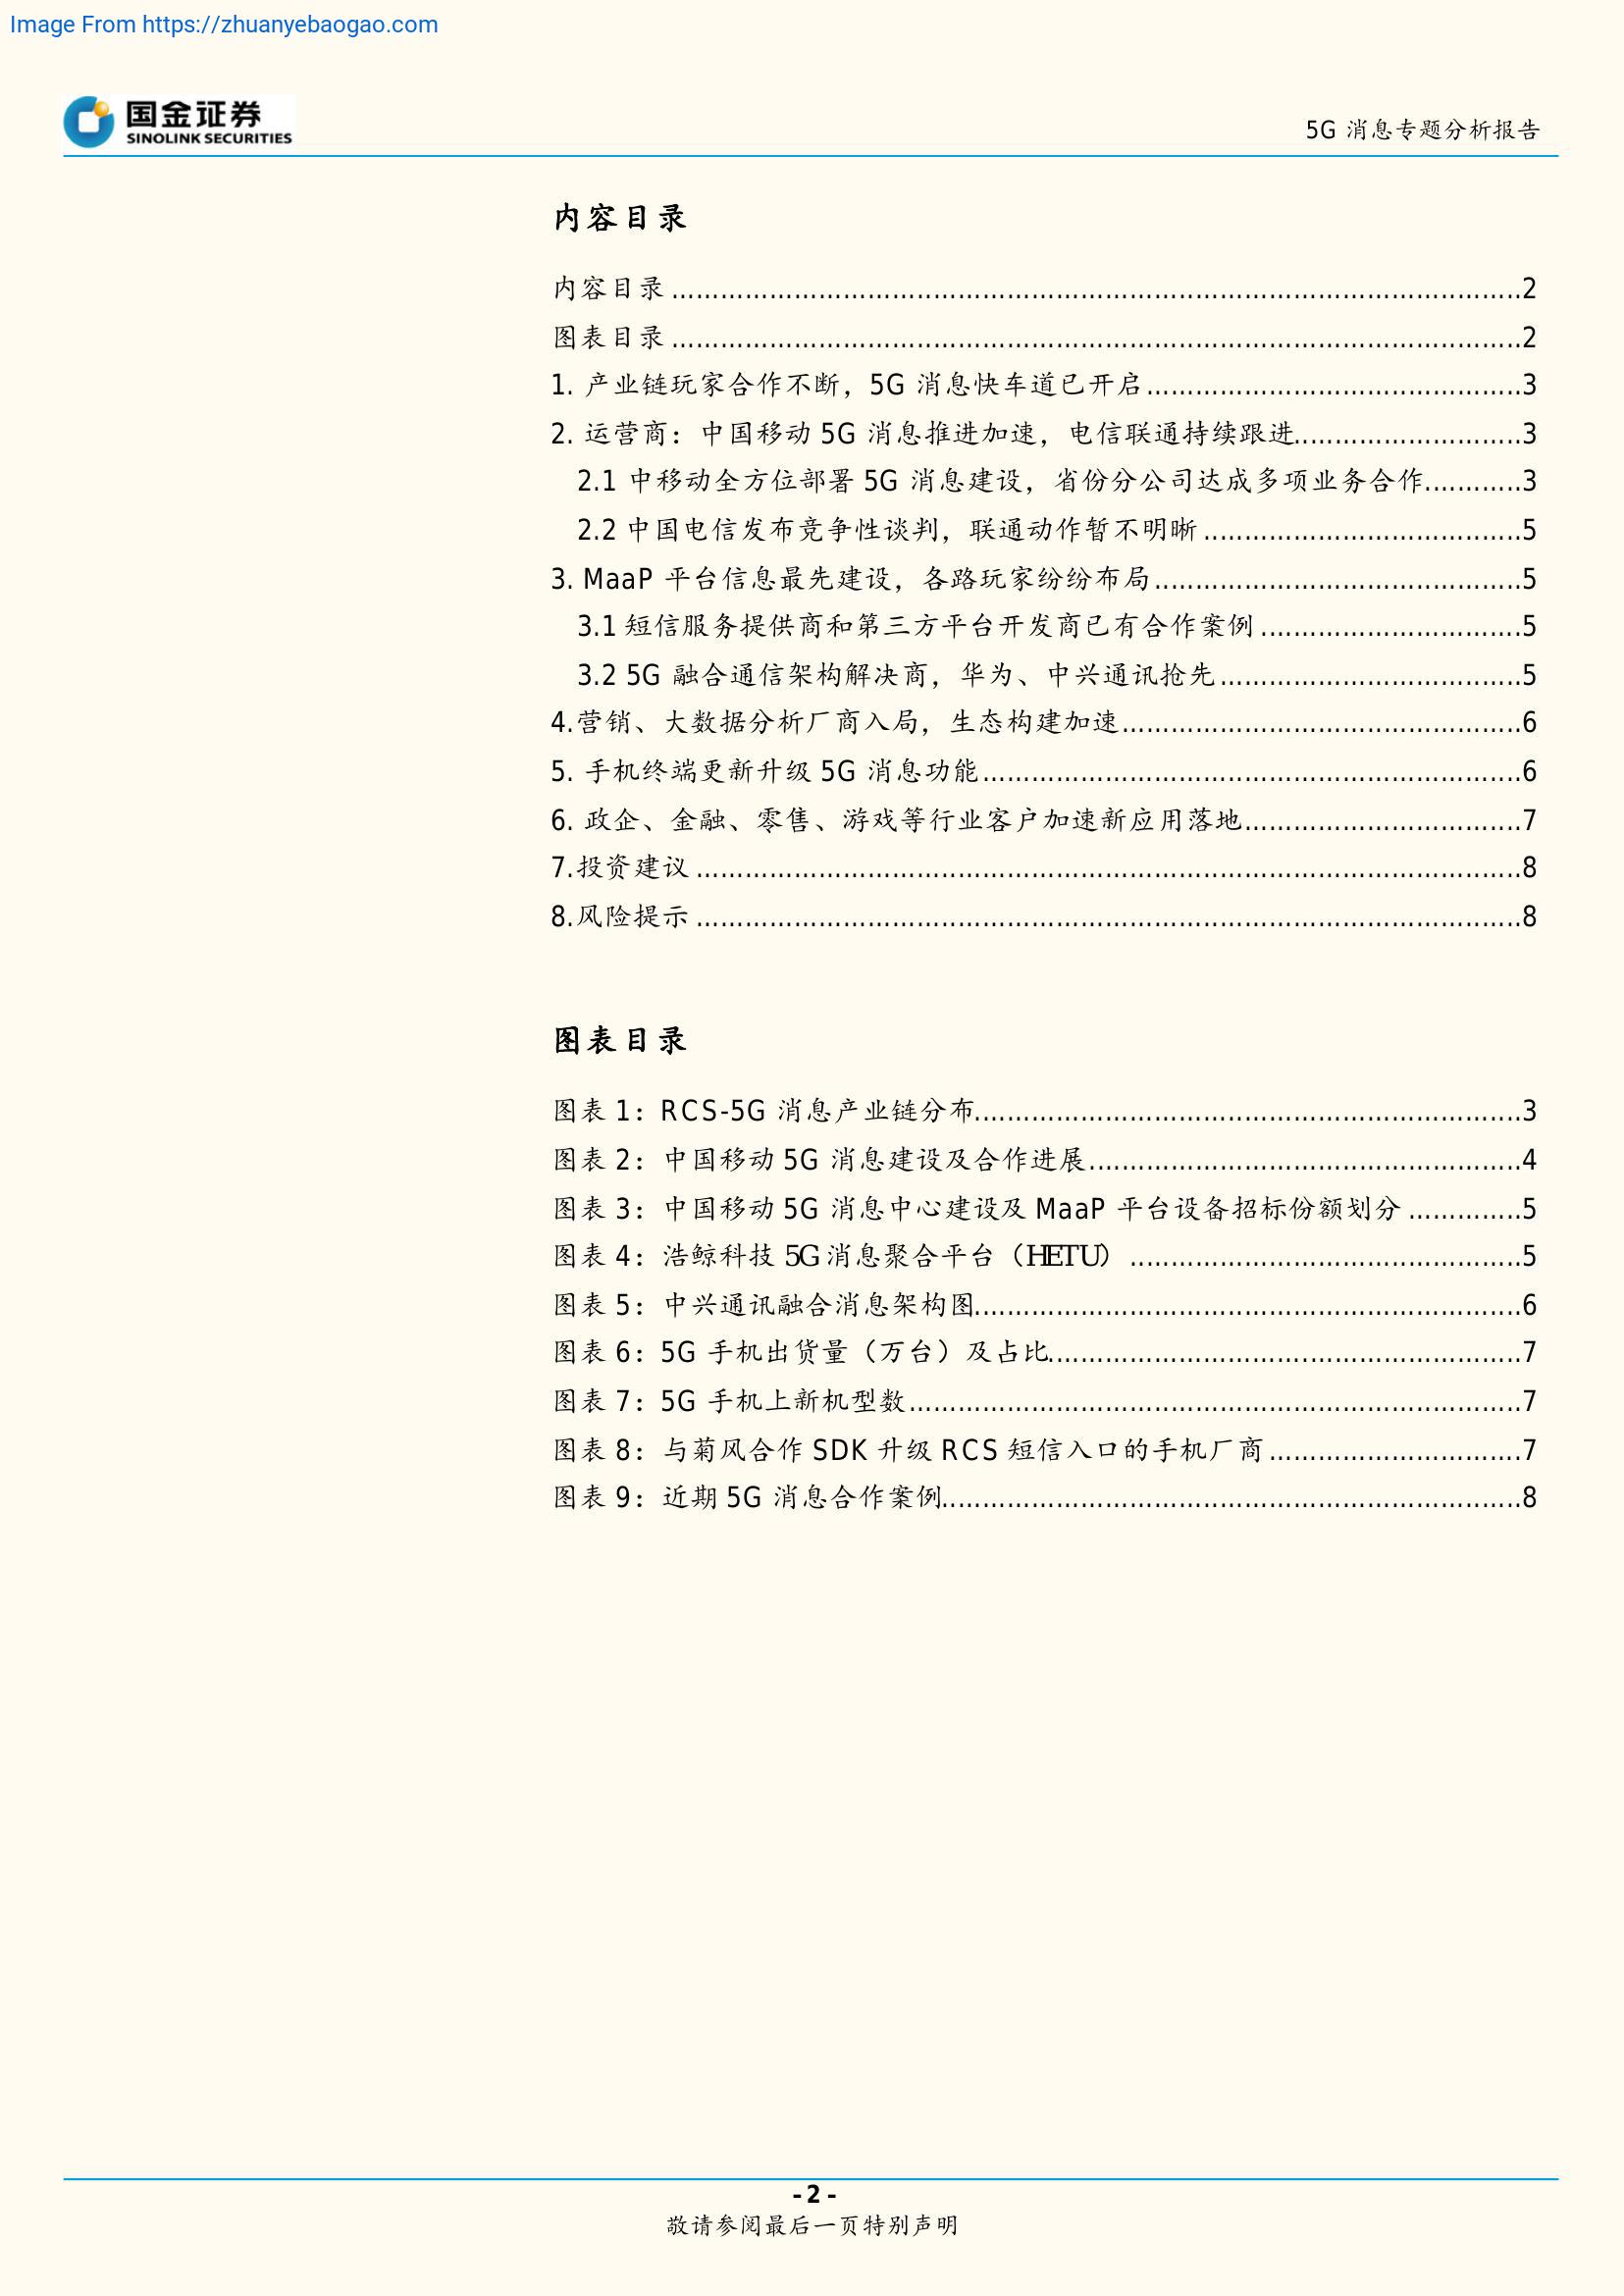 Image From https://zhuanyebaogao.com
国金证券
SINOLINK SECURITIES
5G 消息专题分析报告
内容目录
内容目录 ........ 2
图表目录 ........ 2
1. 产业链玩家合作不断，5G 消息快车道已开启 ........ 3
2. 运营商：中国移动 5G 消息推进加速，电信联通持续跟进 ........ 3
2.1 中移动全方位部署 5G 消息建设，省份分公司达成多项业务合作 ........ 3
2.2 中国电信发布竞争性谈判，联通动作暂不明晰 ........ 5
3. MaaP 平台信息最先建设，各路玩家纷纷布局 ........ 5
3.1 短信服务提供商和第三方平台开发商已有合作案例 ........ 5
3.2 5G 融合通信架构解决商，华为、中兴通讯抢先 ........ 5
4.营销、大数据分析厂商入局，生态构建加速 ........ 6
5. 手机终端更新升级 5G 消息功能 ........ 6
6. 政企、金融、零售、游戏等行业客户加速新应用落地 ........ 7
7.投资建议 ........ 8
8.风险提示 ........ 8
图表目录
图表 1：RCS-5G 消息产业链分布 ........ 3
图表 2：中国移动 5G 消息建设及合作进展 ........ 4
图表 3：中国移动 5G 消息中心建设及 MaaP 平台设备招标份额划分 ........ 5
图表 4：浩鲸科技 5G 消息聚合平台（HETU） ........ 5
图表 5：中兴通讯融合消息架构图 ........ 6
图表 6：5G 手机出货量（万台）及占比 ........ 7
图表 7：5G 手机上新机型数 ........ 7
图表 8：与菊风合作 SDK 升级 RCS 短信入口的手机厂商 ........ 7
图表 9：近期 5G 消息合作案例 ........ 8
- 2 -
敬请参阅最后一页特别声明